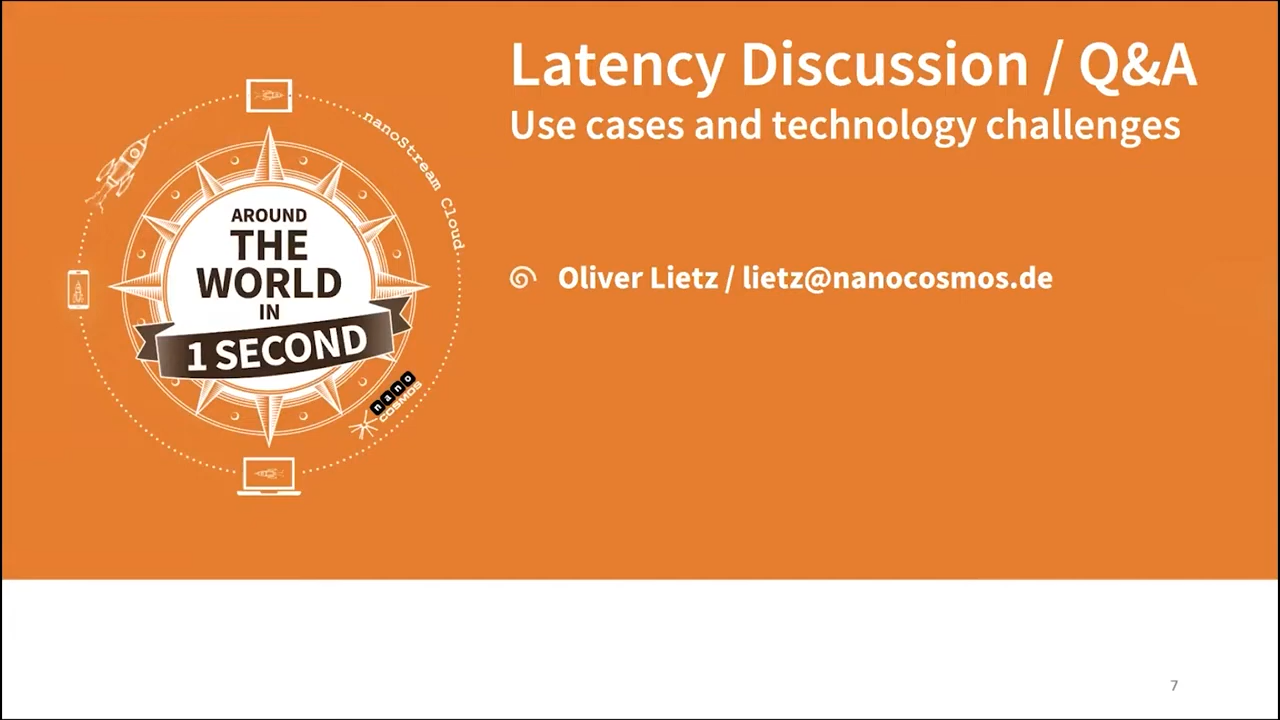 Latency Discussion / Q&A
Use cases and technology challenges
Oliver Lietz / lietz@nanocosmos.de
nanoStream Cloud
AROUND
THE
WORLD
IN
1 SECOND
nano
COSMOS
7